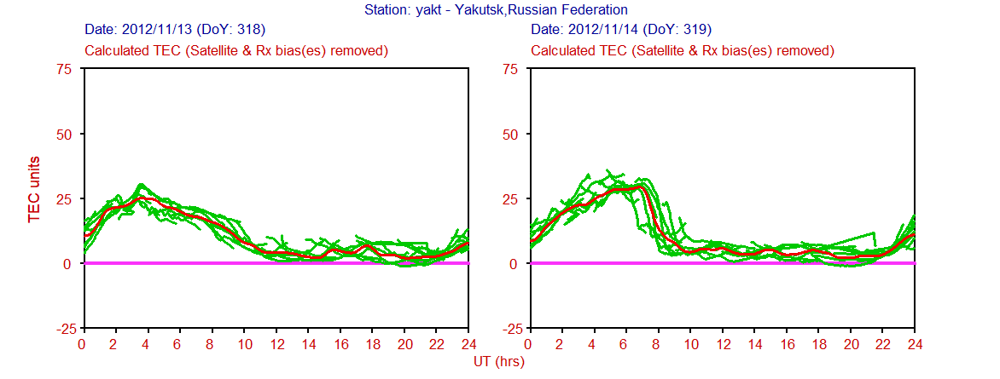 Station: yakt - Yakutsk,Russian Federation
Date: 2012/11/13 (DoY: 318)
Date: 2012/11/14 (DoY: 319)
Calculated TEC (Satellite & Rx bias(es) removed)
Calculated TEC (Satellite & Rx bias(es) removed)
75
50
25
0
-25
75
50
25
0
-25
TEC units
0 2 4 6 8 10 12 14 16 18 20 22 24
0 2 4 6 8 10 12 14 16 18 20 22 24
UT (hrs)